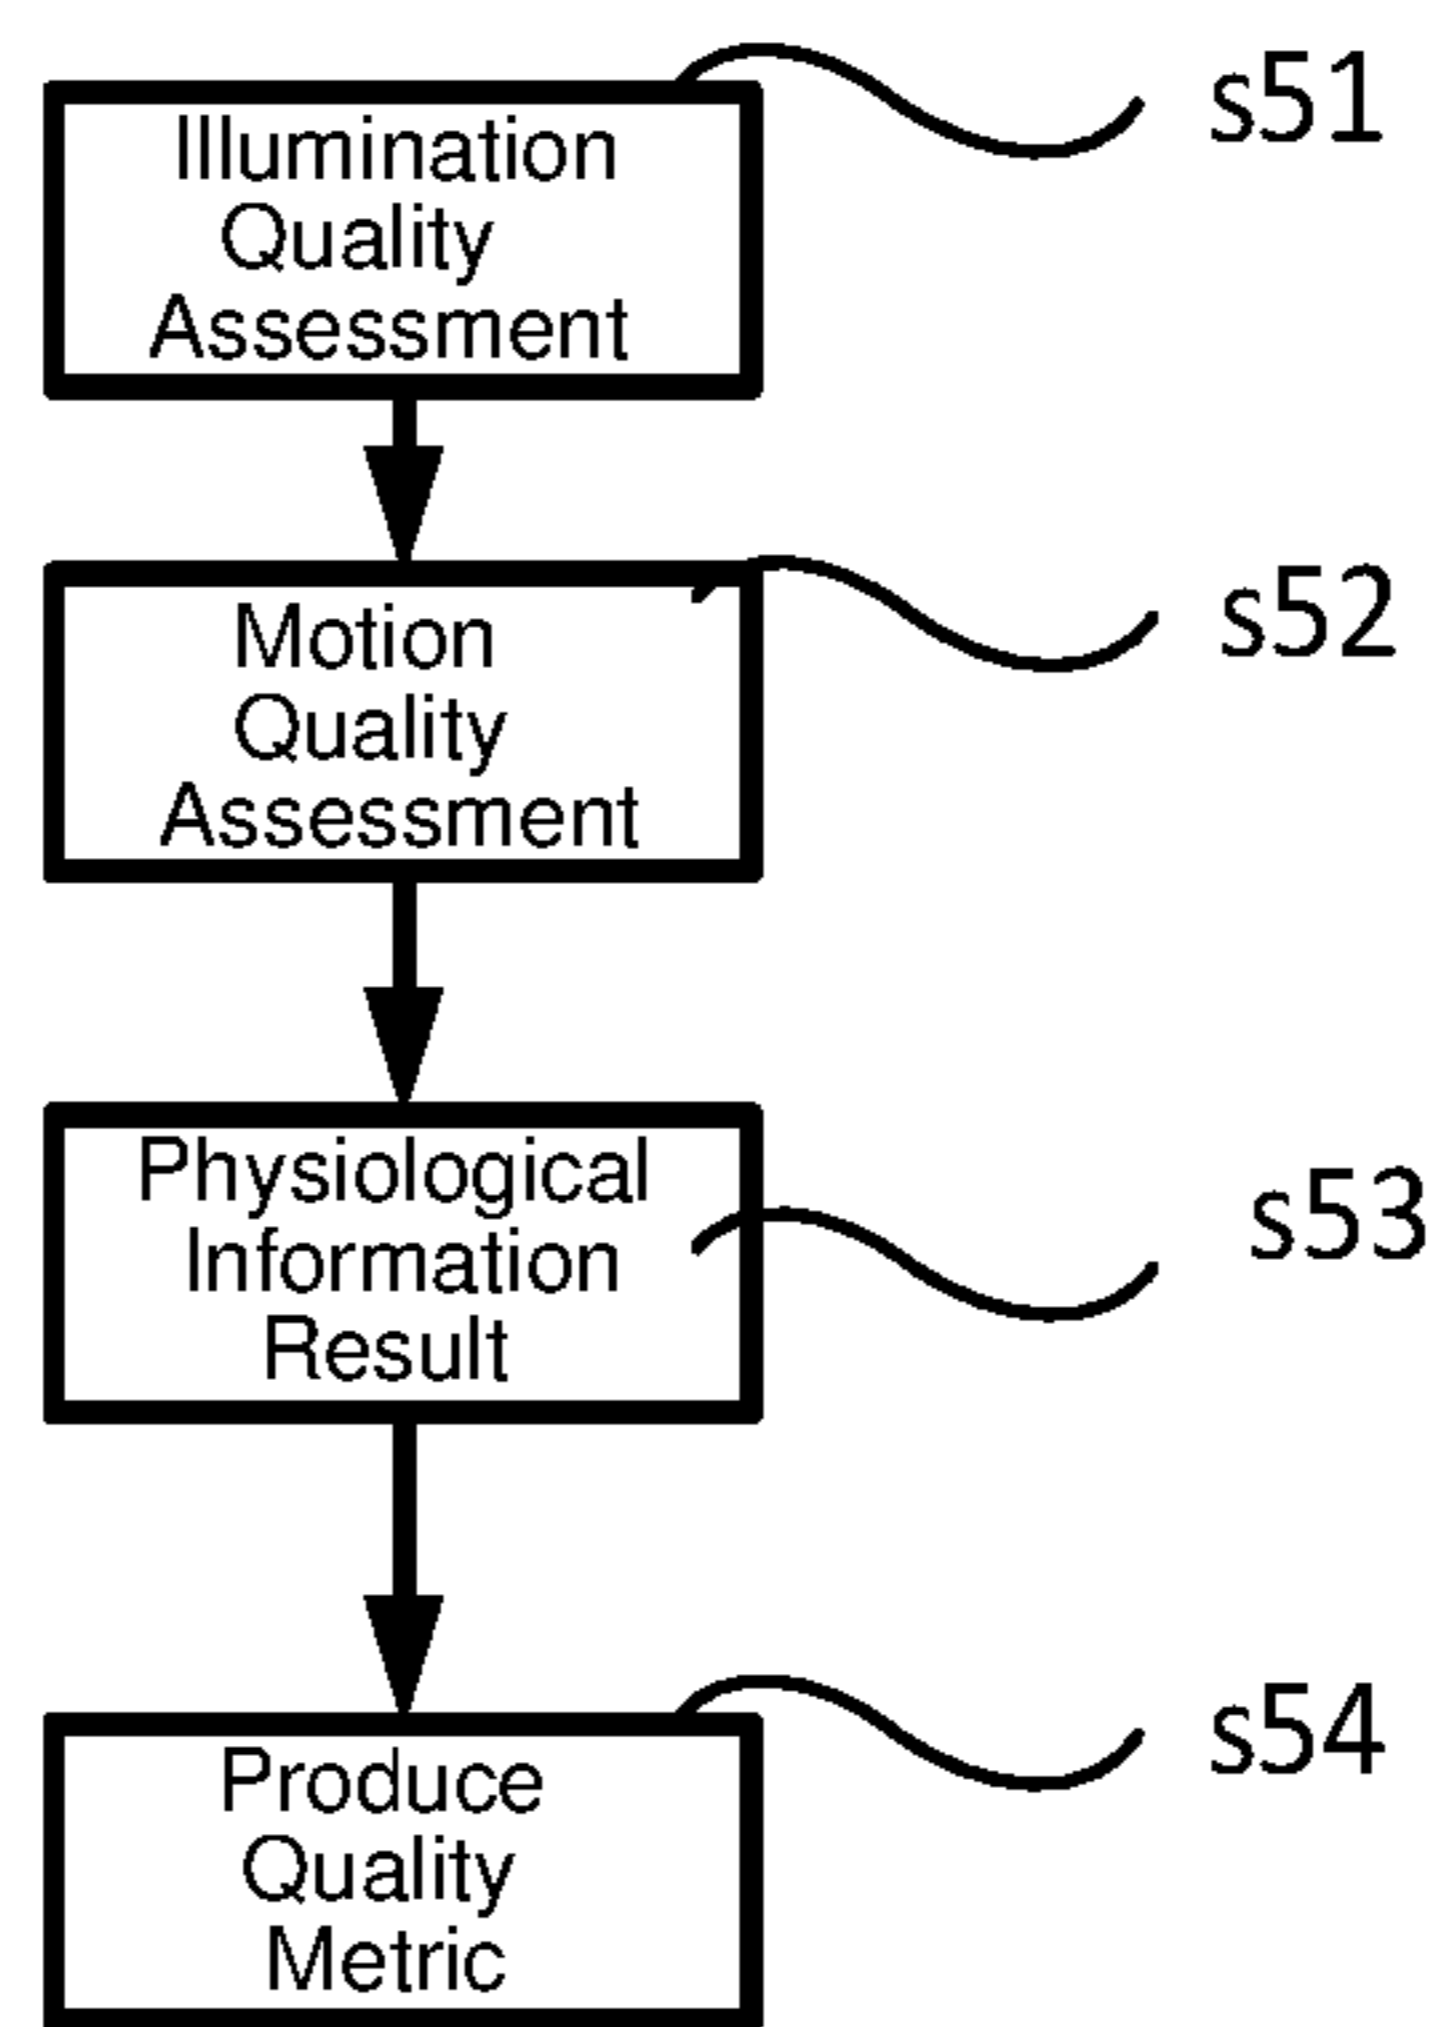 s51
Illumination
Quality
Assessment
s52
Motion
Quality
Assessment
Physiological
s53
Information
Result
s54
Produce
Quality
Metric